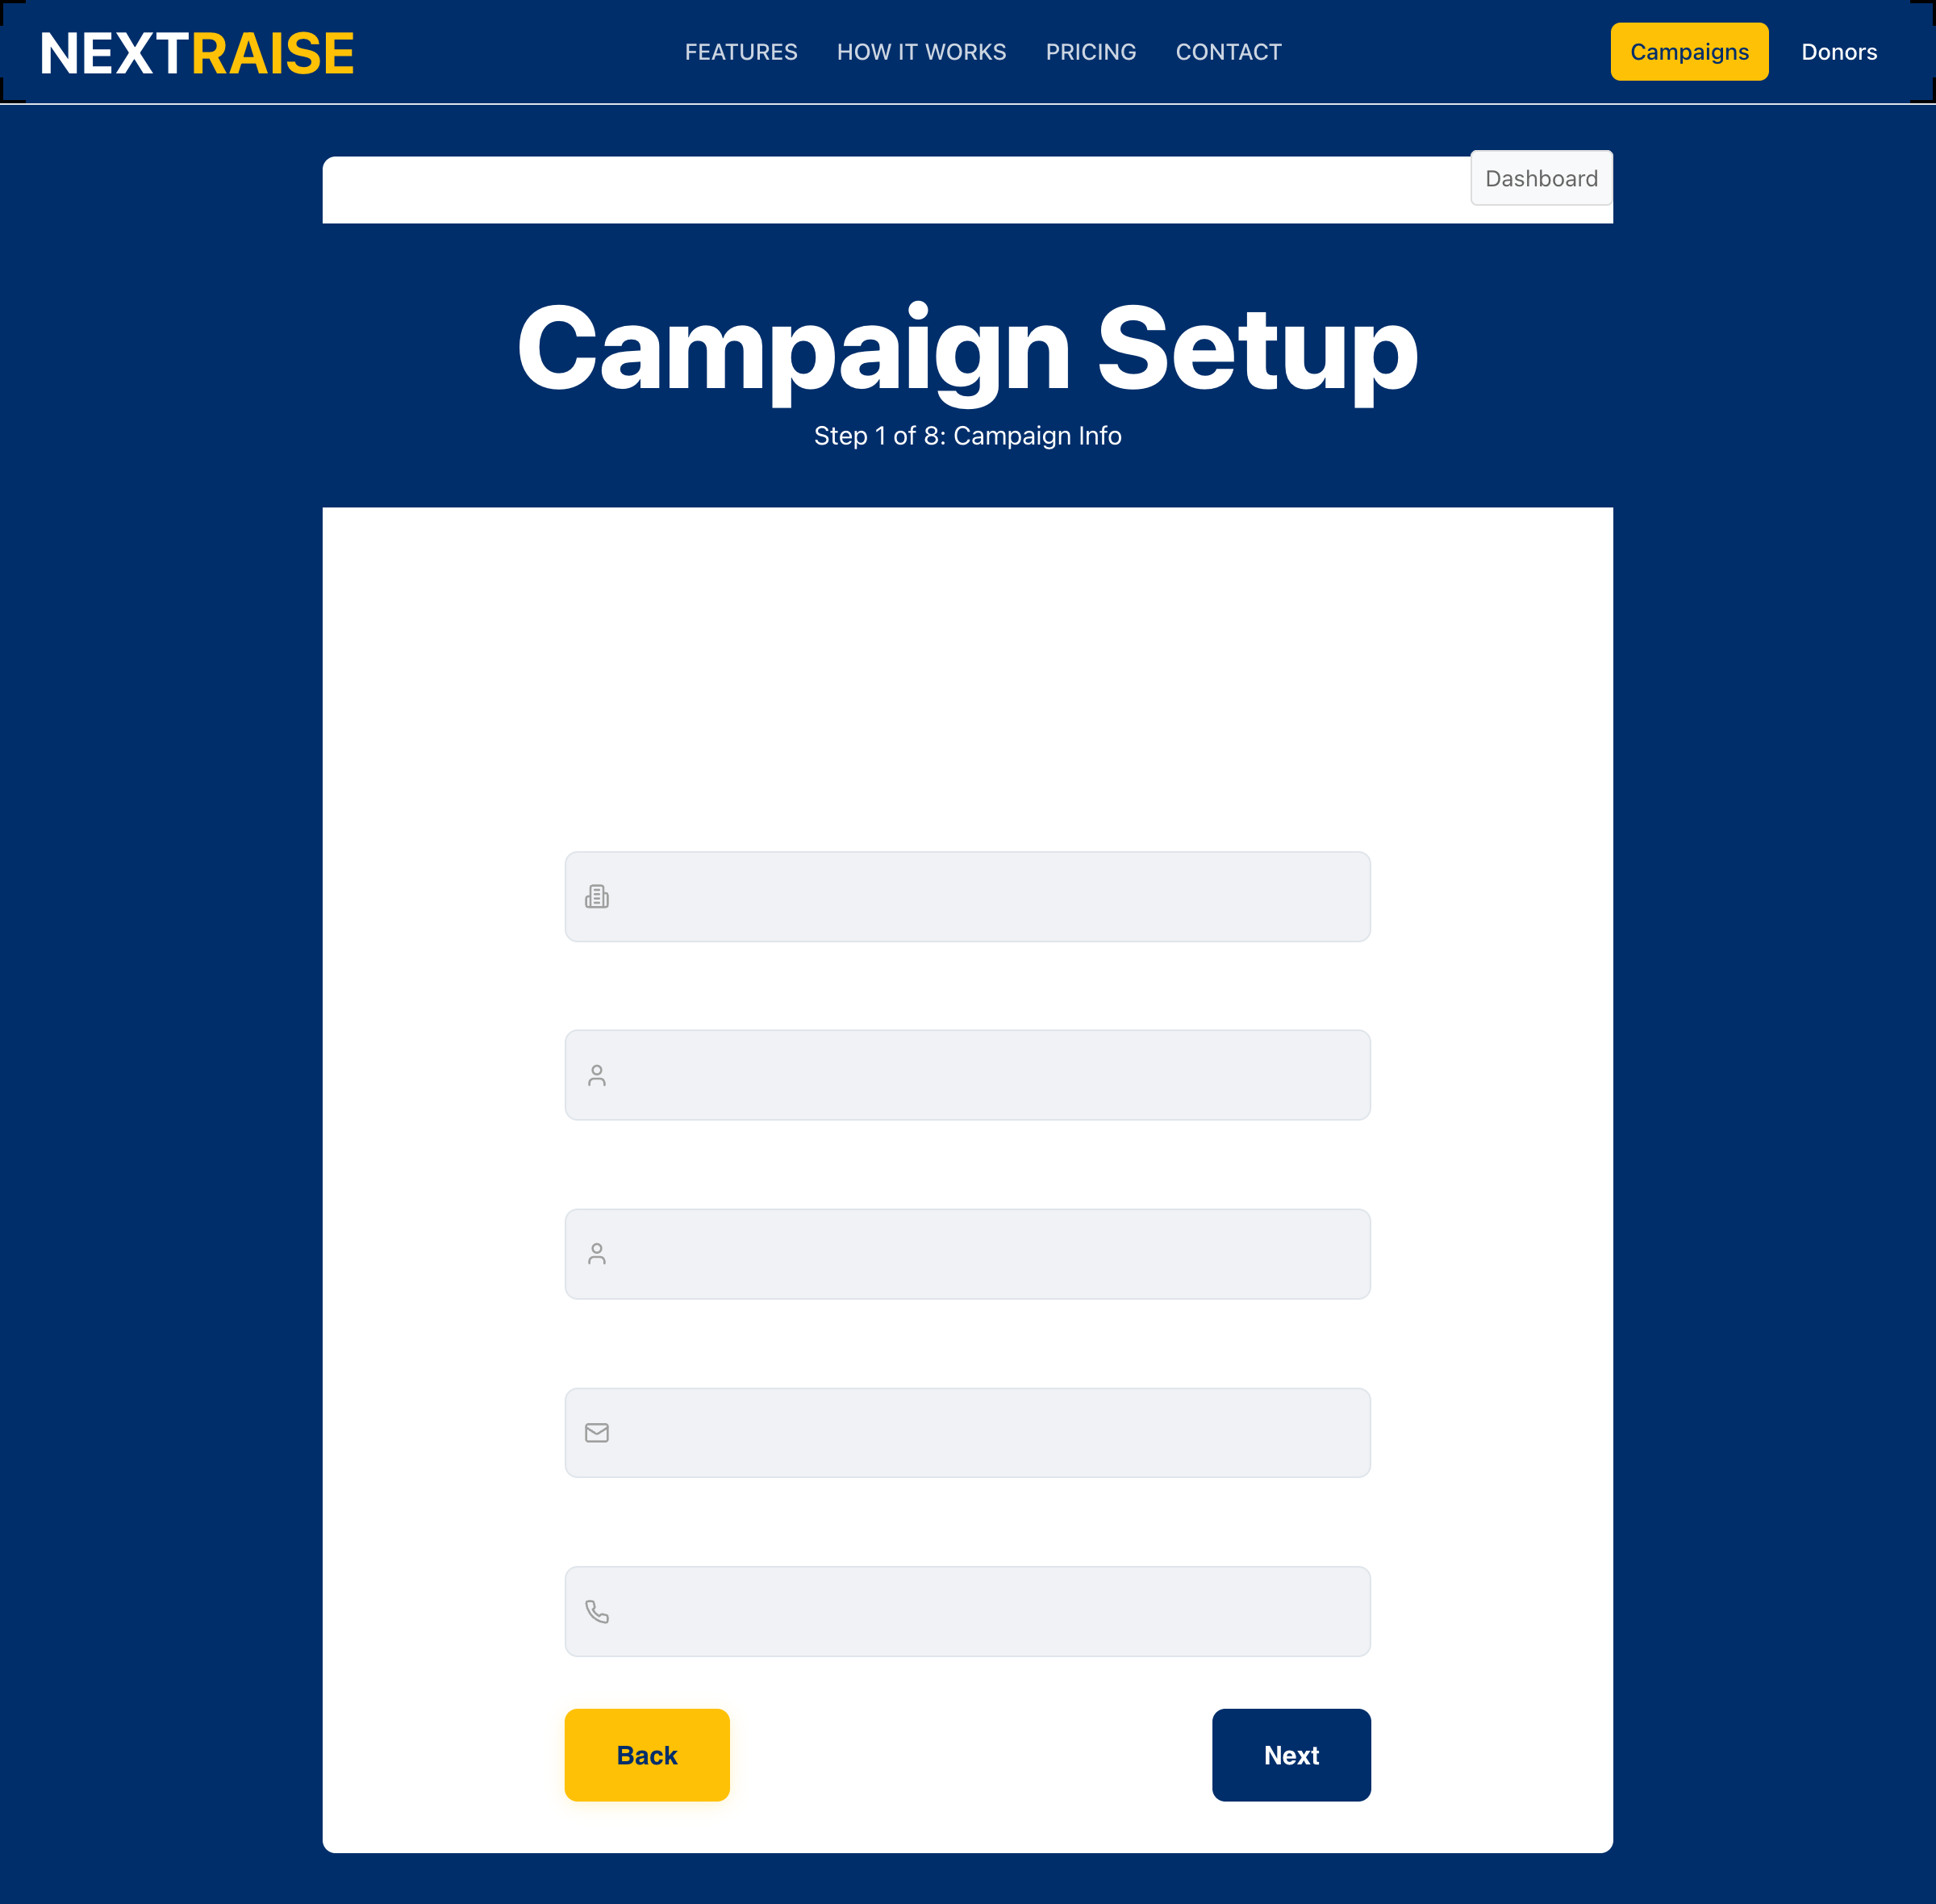 NEXTRAISE
FEATURES
HOW IT WORKS
PRICING
CONTACT
Campaigns
Donors
Dashboard
Campaign Setup
Step 1 of 8: Campaign Info
Back
Next